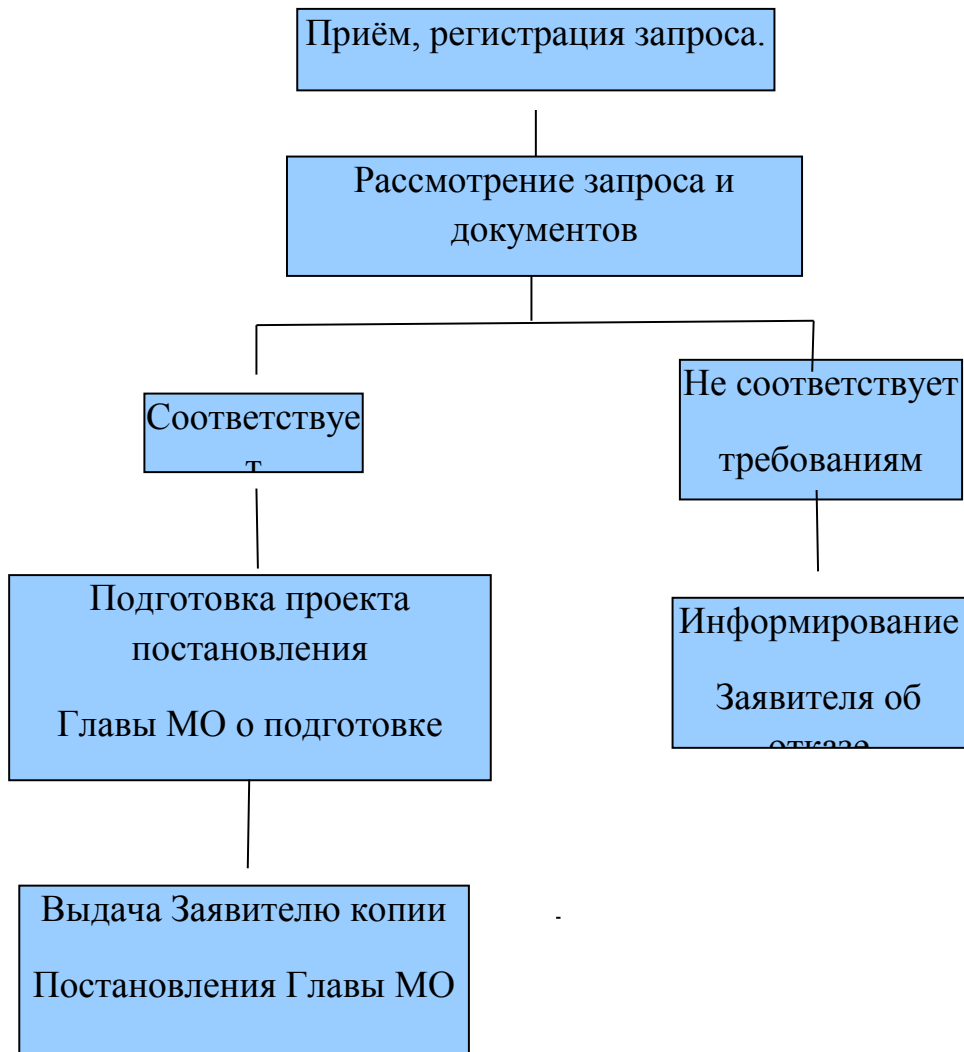 Приём, регистрация запроса.
Рассмотрение запроса и
документов
Соответствуе
т
Не соответствует
требованиям
Подготовка проекта
постановления
Главы МО о подготовке
Информирование
Заявителя об
отказе
Выдача Заявителю копии
Постановления Главы МО
-